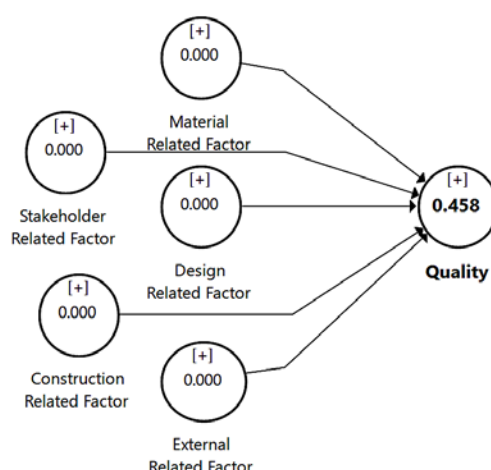 [+]
0.000
Material
Related Factor
[+]
0.000
Stakeholder
Related Factor
[+]
0.000
Design
Related Factor
[+]
0.458
Quality
[+]
0.000
Construction
Related Factor
[+]
0.000
External
Related Factor